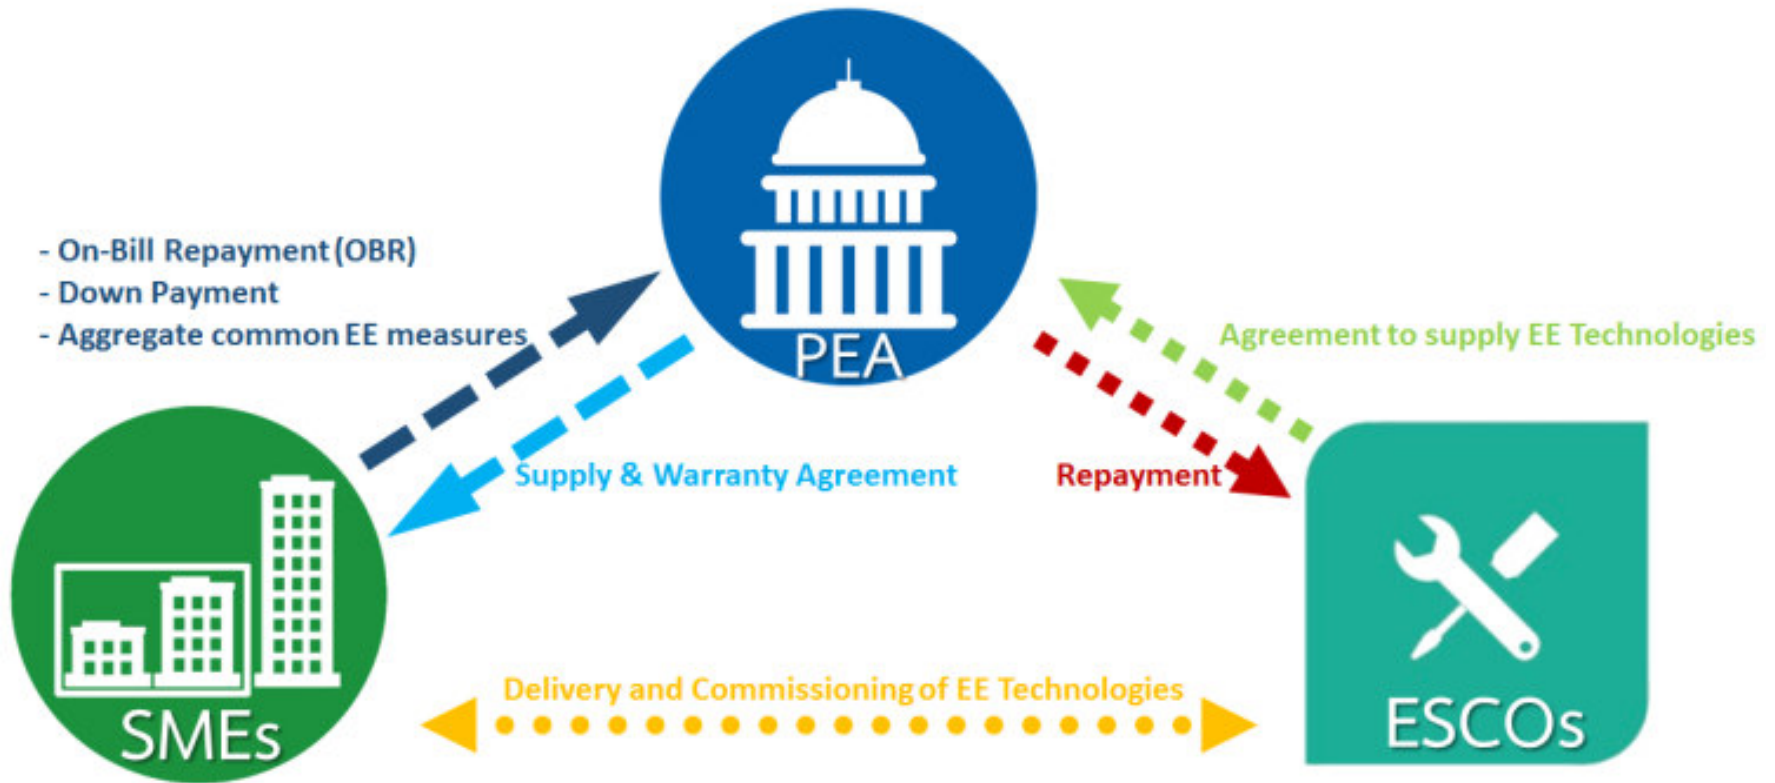 - On-Bill Repayment (OBR)
- Down Payment
- Aggregate common EE measures
PEA
Agreement to supply EE Technologies
Supply & Warranty Agreement
Repayment
Delivery and Commissioning of EE Technologies
SMEs
ESCOs